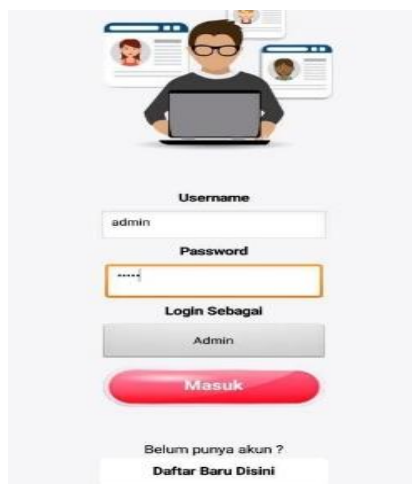 Username
admin
Password
•••••
Login Sebagai
Admin
Masuk
Belum punya akun ?
Daftar Baru Disini